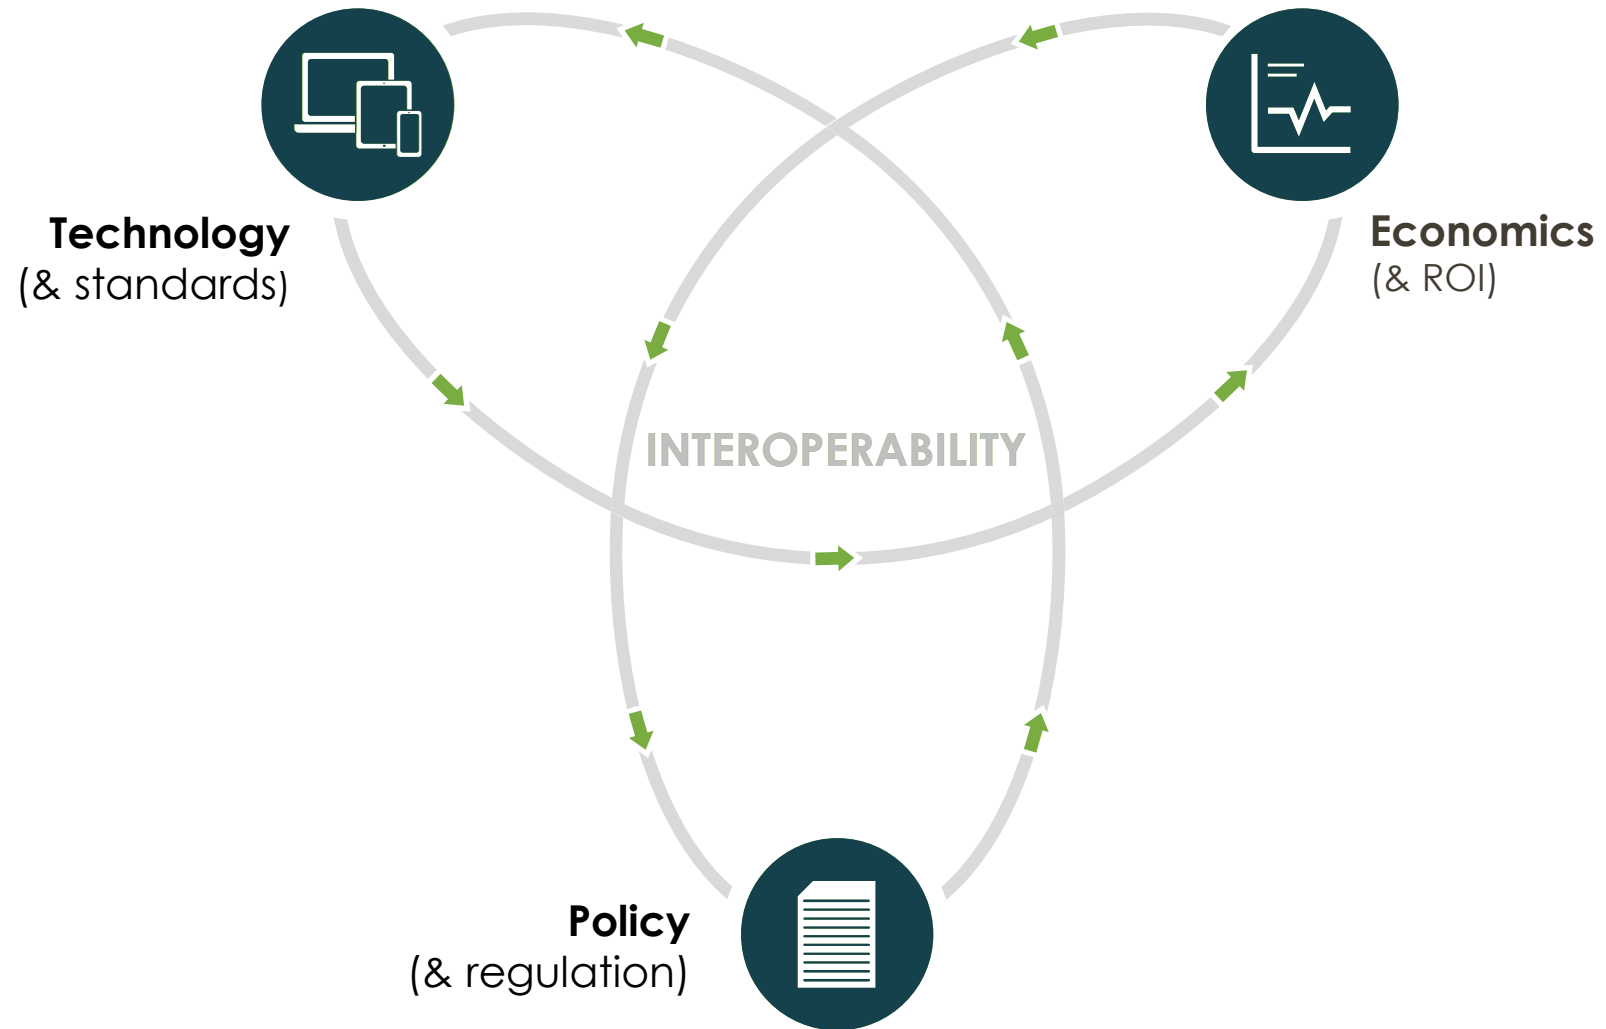 Technology
(& standards)
Economics
(& ROI)
INTEROPERABILITY
Policy
(& regulation)